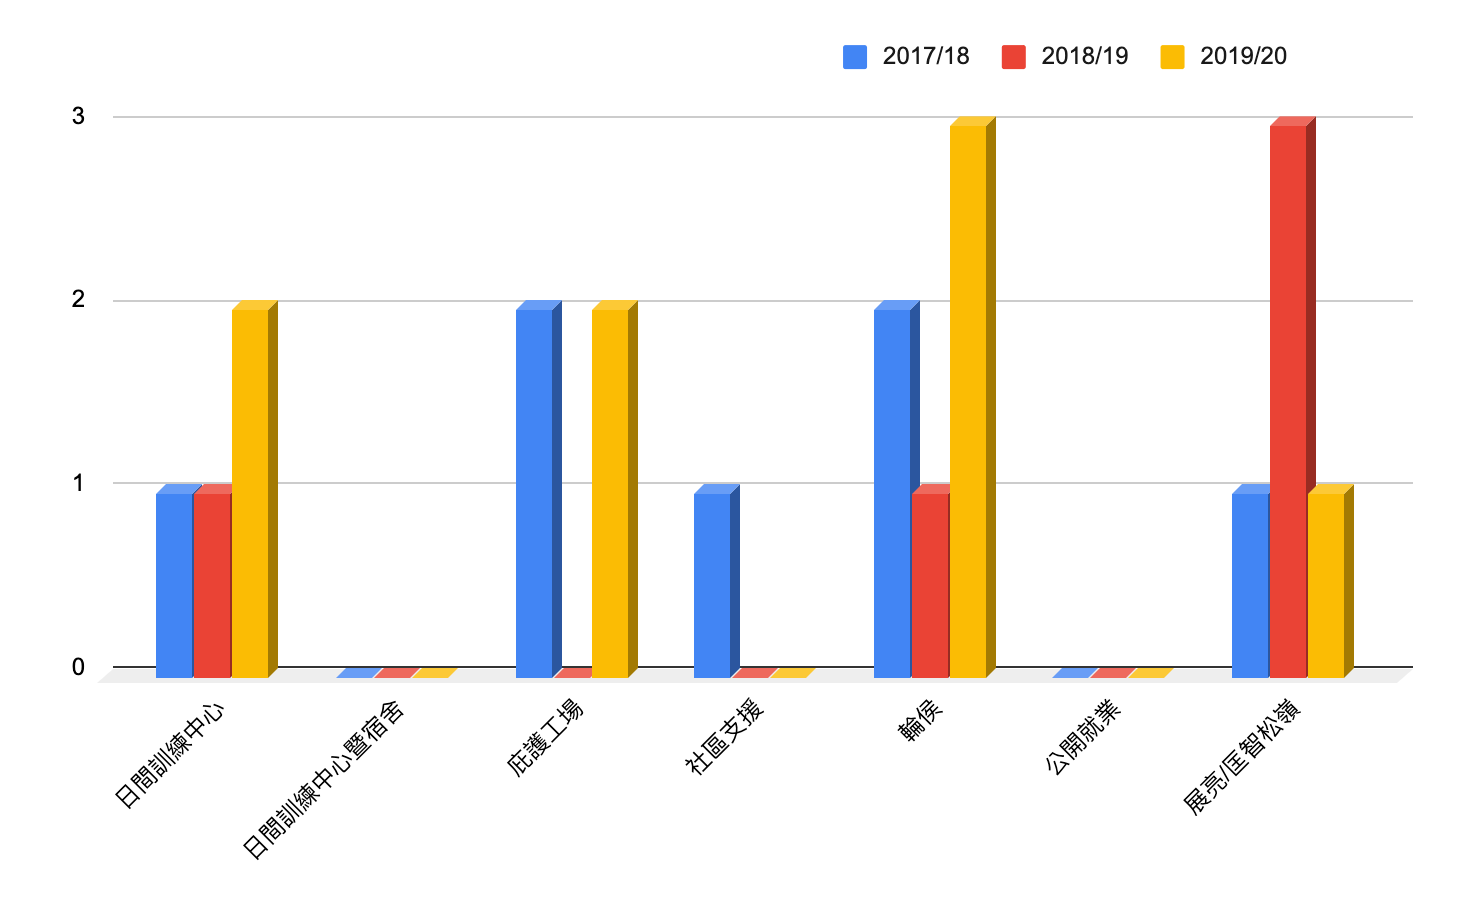 2017/18 2018/19 2019/20
3
2
1
0
日間訓練中心
日間訓練中心暨宿舍
庇護工場
社區支援
輪侯
公開就業
展亮/匡智松嶺